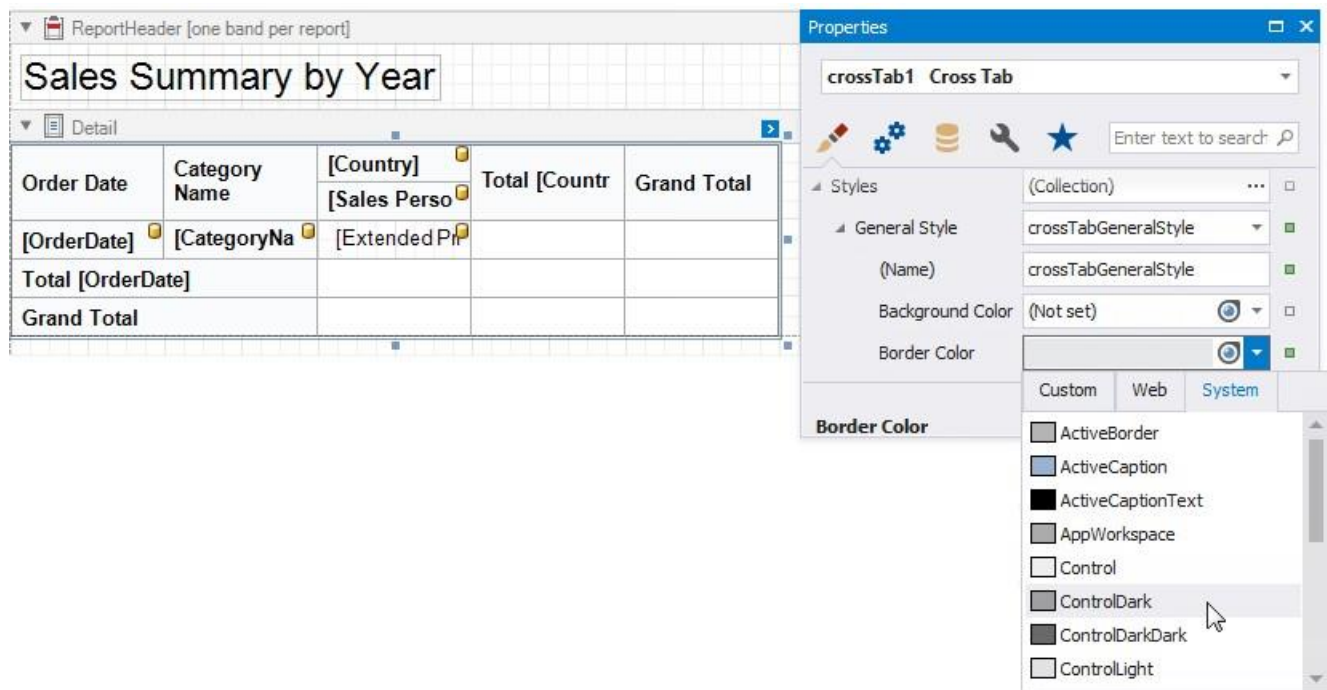 ReportHeader [one band per report]
Sales Summary by Year
Detail
Order Date
Category
Name
[Country]
[Sales Perso
Total [Countr
Grand Total
[OrderDate]
[CategoryNa
[Extended Pri
Total [OrderDate]
Grand Total
Properties
crossTab1 Cross Tab
Enter text to search
Styles
(Collection)
General Style
crossTabGeneralStyle
(Name)
crossTabGeneralStyle
Background Color
(Not set)
Border Color
Border Color
Custom
Web
System
ActiveBorder
ActiveCaption
ActiveCaptionText
AppWorkspace
Control
ControlDark
ControlDarkDark
ControlLight